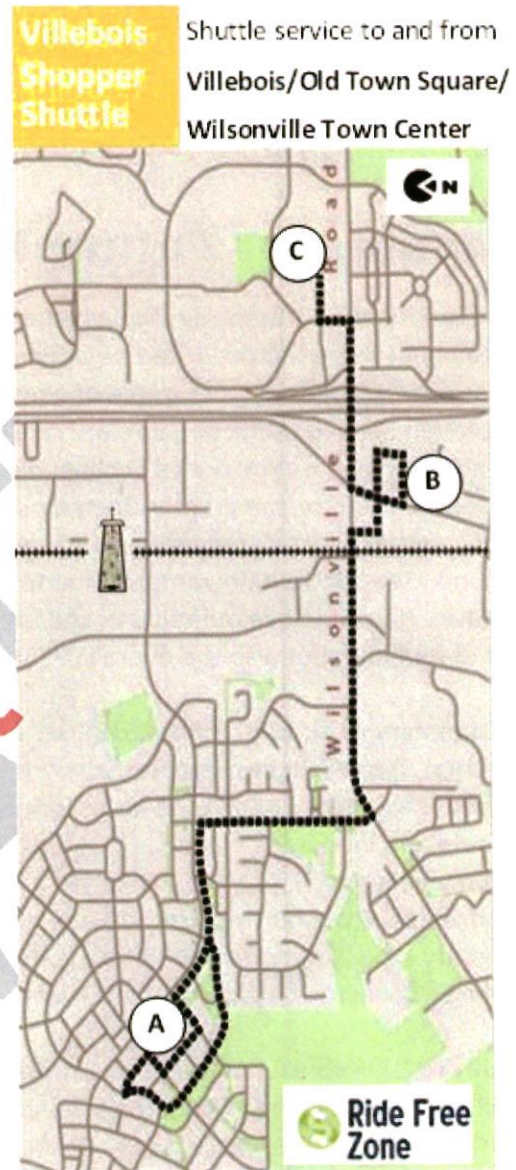 Villebois
Shopper
Shuttle
Shuttle service to and from
Villebois/Old Town Square/
Wilsonville Town Center
N
C
Wilsonville Road
B
A
Ride Free
Zone